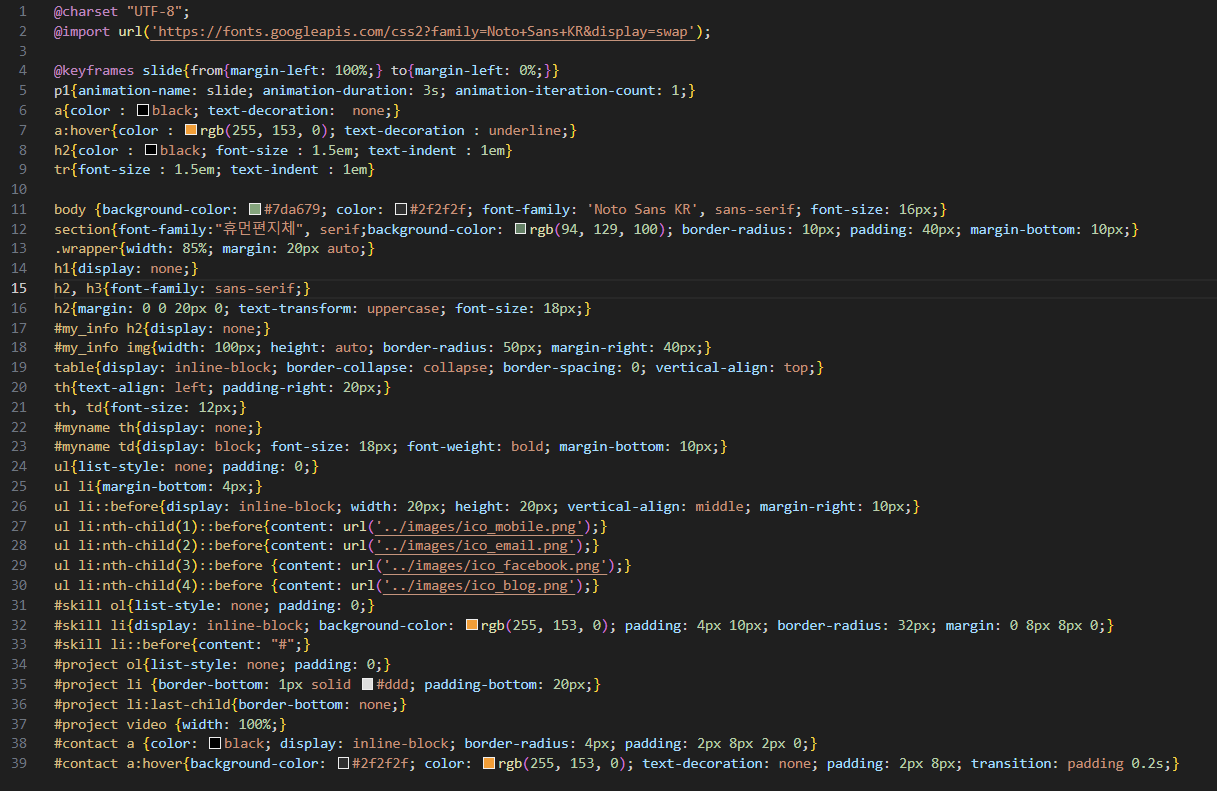 1 @charset "UTF-8";
2 @import url('https://fonts.googleapis.com/css2?family=Noto+Sans+KR&display=swap');
3
4 @keyframes slide{from{margin-left: 100%;} to{margin-left: 0%;}}
5 p1{animation-name: slide; animation-duration: 3s; animation-iteration-count: 1;}
6 a{color : black; text-decoration:  none;}
7 a:hover{color : rgb(255, 153, 0); text-decoration : underline;}
8 h2{color : black; font-size : 1.5em; text-indent : 1em}
9 tr{font-size : 1.5em; text-indent : 1em}
10
11 body {background-color: #7da679; color: #2f2f2f; font-family: 'Noto Sans KR', sans-serif; font-size: 16px;}
12 section{font-family:"휴먼편지체", serif;background-color: rgb(94, 129, 100); border-radius: 10px; padding: 40px; margin-bottom: 10px;}
13 .wrapper{width: 85%; margin: 20px auto;}
14 h1{display: none;}
15 h2, h3{font-family: sans-serif;}
16 h2{margin: 0 0 20px 0; text-transform: uppercase; font-size: 18px;}
17 #my_info h2{display: none;}
18 #my_info img{width: 100px; height: auto; border-radius: 50px; margin-right: 40px;}
19 table{display: inline-block; border-collapse: collapse; border-spacing: 0; vertical-align: top;}
20 th{text-align: left; padding-right: 20px;}
21 th, td{font-size: 12px;}
22 #myname th{display: none;}
23 #myname td{display: block; font-size: 18px; font-weight: bold; margin-bottom: 10px;}
24 ul{list-style: none; padding: 0;}
25 ul li{margin-bottom: 4px;}
26 ul li::before{display: inline-block; width: 20px; height: 20px; vertical-align: middle; margin-right: 10px;}
27 ul li:nth-child(1)::before{content: url('../images/ico_mobile.png');}
28 ul li:nth-child(2)::before{content: url('../images/ico_email.png');}
29 ul li:nth-child(3)::before {content: url('../images/ico_facebook.png');}
30 ul li:nth-child(4)::before {content: url('../images/ico_blog.png');}
31 #skill ol{list-style: none; padding: 0;}
32 #skill li{display: inline-block; background-color: rgb(255, 153, 0); padding: 4px 10px; border-radius: 32px; margin: 0 8px 8px 0;}
33 #skill li::before{content: "#";}
34 #project ol{list-style: none; padding: 0;}
35 #project li {border-bottom: 1px solid #ddd; padding-bottom: 20px;}
36 #project li:last-child{border-bottom: none;}
37 #project video {width: 100%;}
38 #contact a {color: black; display: inline-block; border-radius: 4px; padding: 2px 8px 2px 0;}
39 #contact a:hover{background-color: #2f2f2f; color: rgb(255, 153, 0); text-decoration: none; padding: 2px 8px; transition: padding 0.2s;}